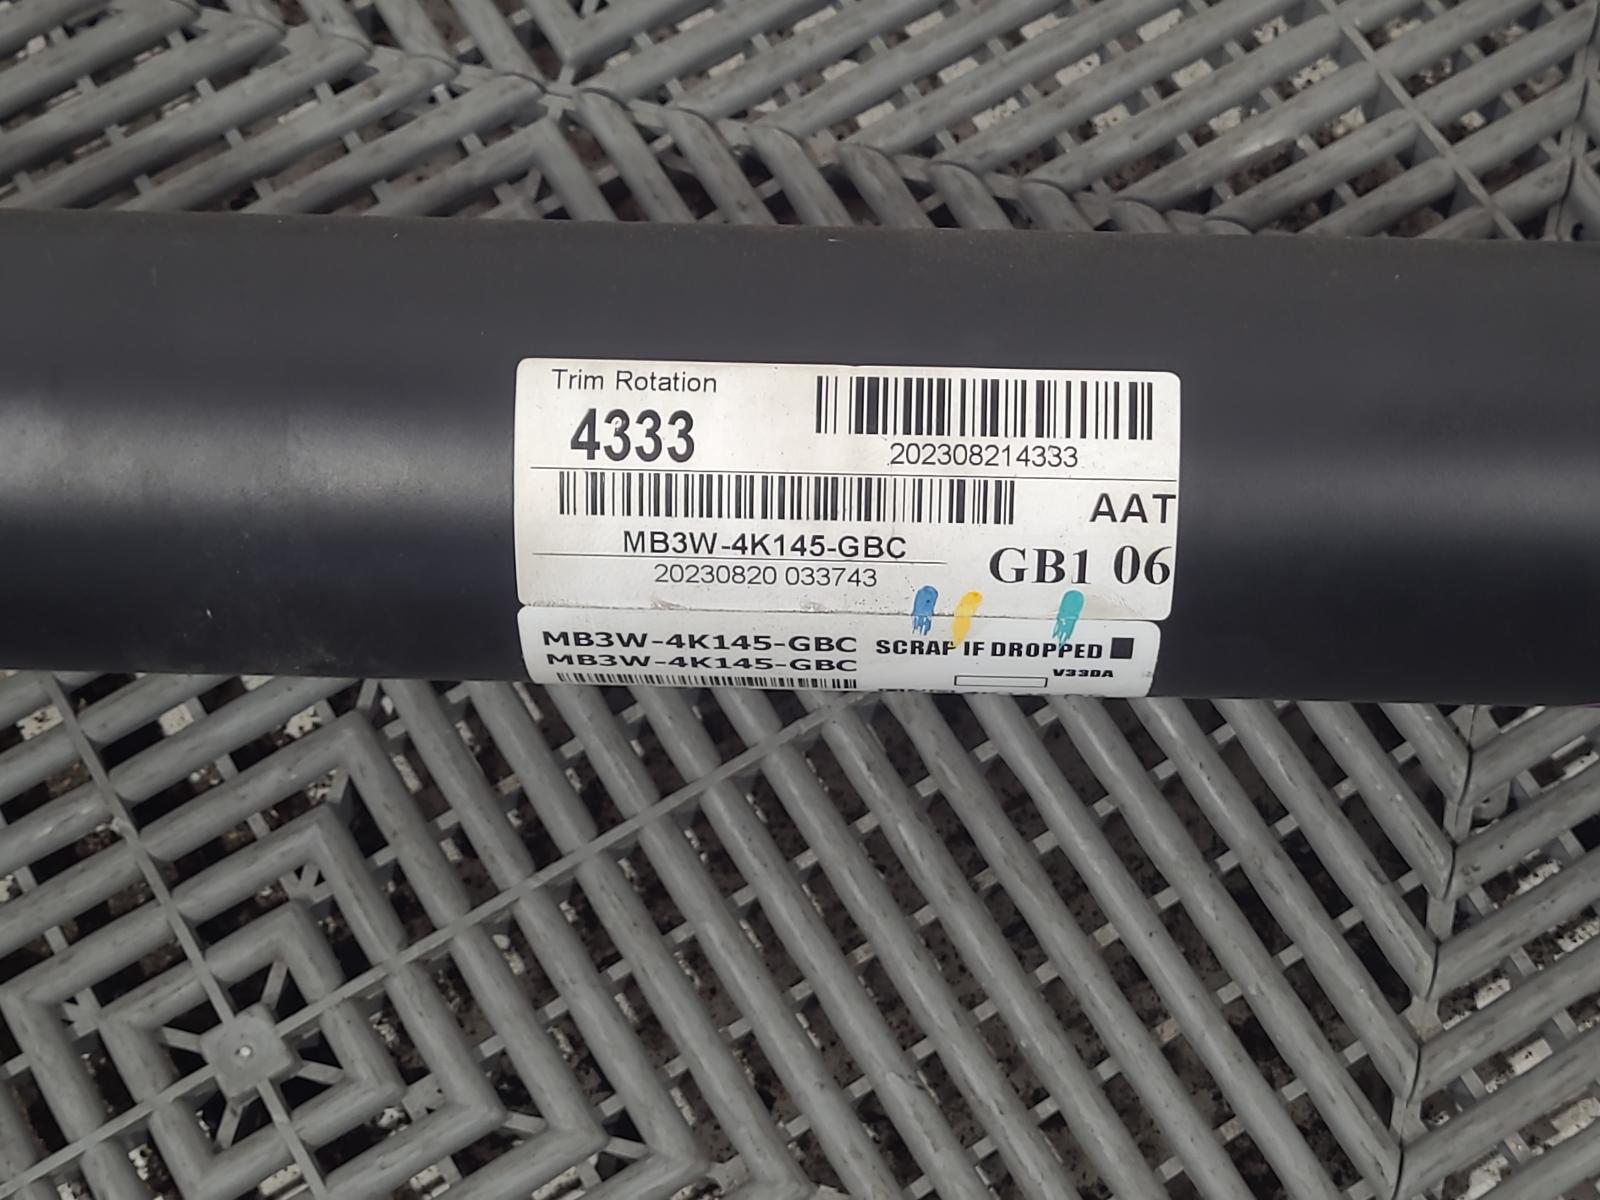 Trim Rotation
4333
202308214333
AAT
MB3W-4K145-GBC
GB1 06
20230820 033743
MB3W-4K145-GBC SCRAP IF DROPPED
MB3W-4K145-GBC
V33DA